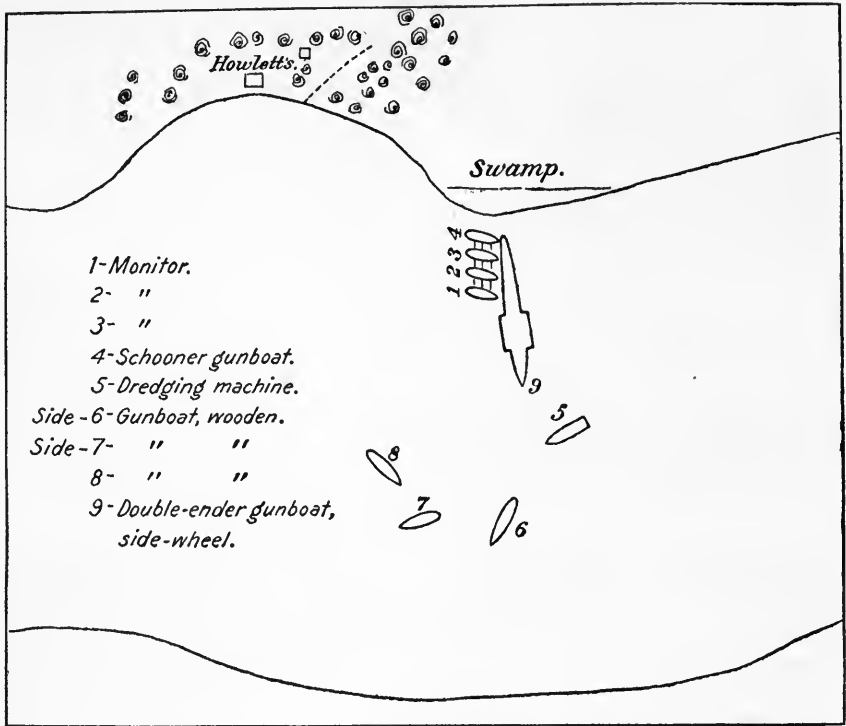 Howlett's.
Swamp.
1-Monitor.
2- "
3- "
4-Schooner gunboat.
5-Dredging machine.
Side-6-Gunboat, wooden.
Side-7- " "
8- " "
9-Double-ender gunboat,
side-wheel.
1 2 3 4
9
5
8
7
6